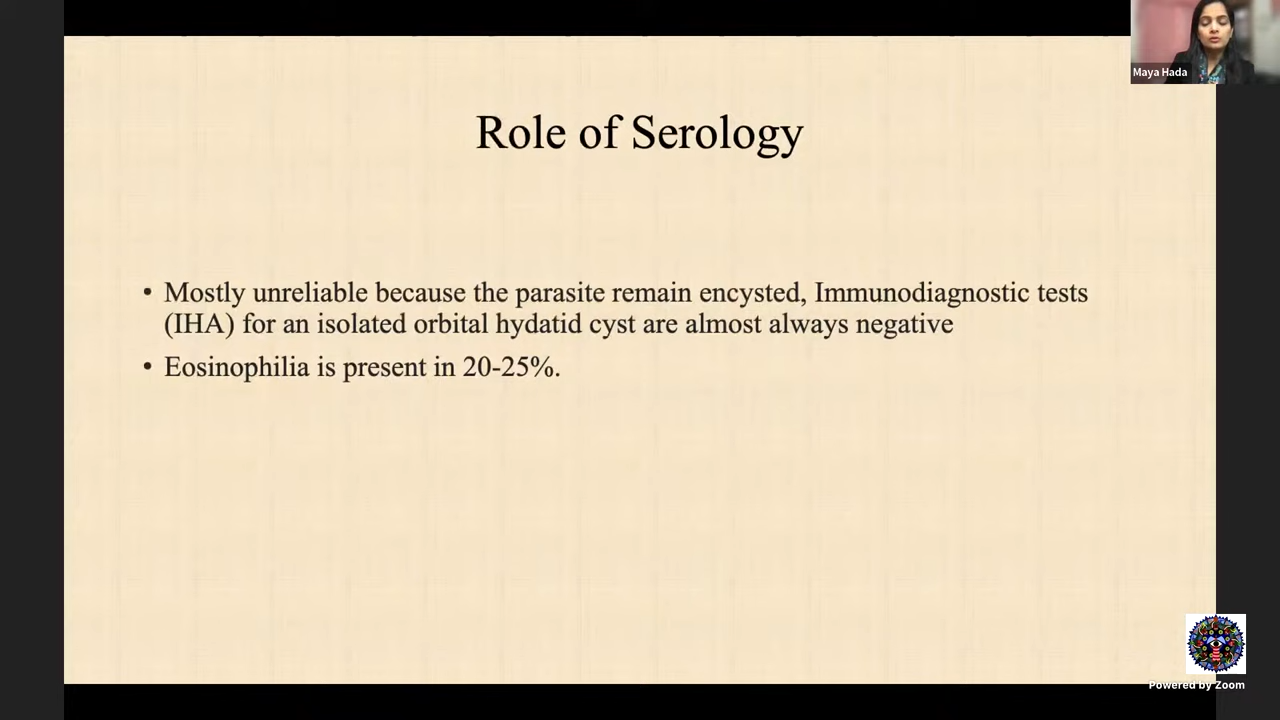 Maya Hada
Role of Serology
• Mostly unreliable because the parasite remain encysted, Immunodiagnostic tests
(IHA) for an isolated orbital hydatid cyst are almost always negative
• Eosinophilia is present in 20-25%.
Powered by Zoom